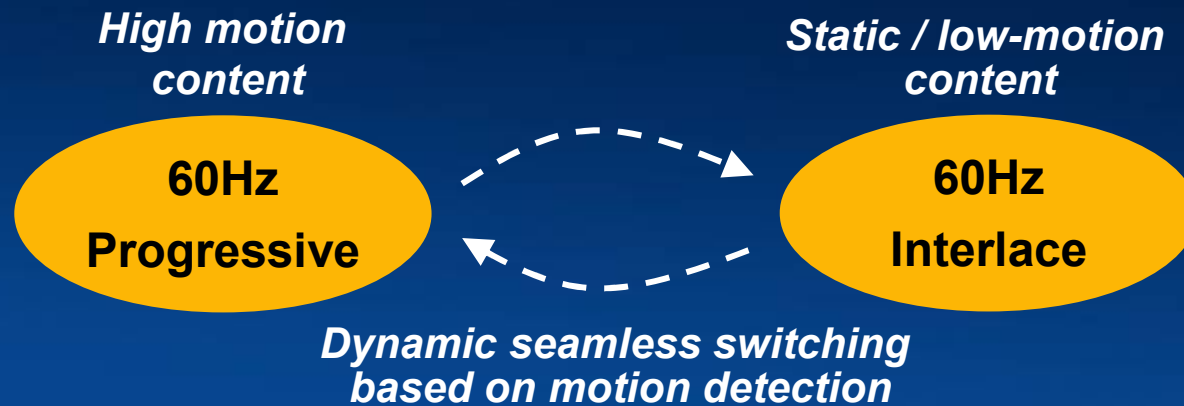 High motion
content
60Hz
Progressive
Static / low-motion
content
60Hz
Interlace
Dynamic seamless switching
based on motion detection